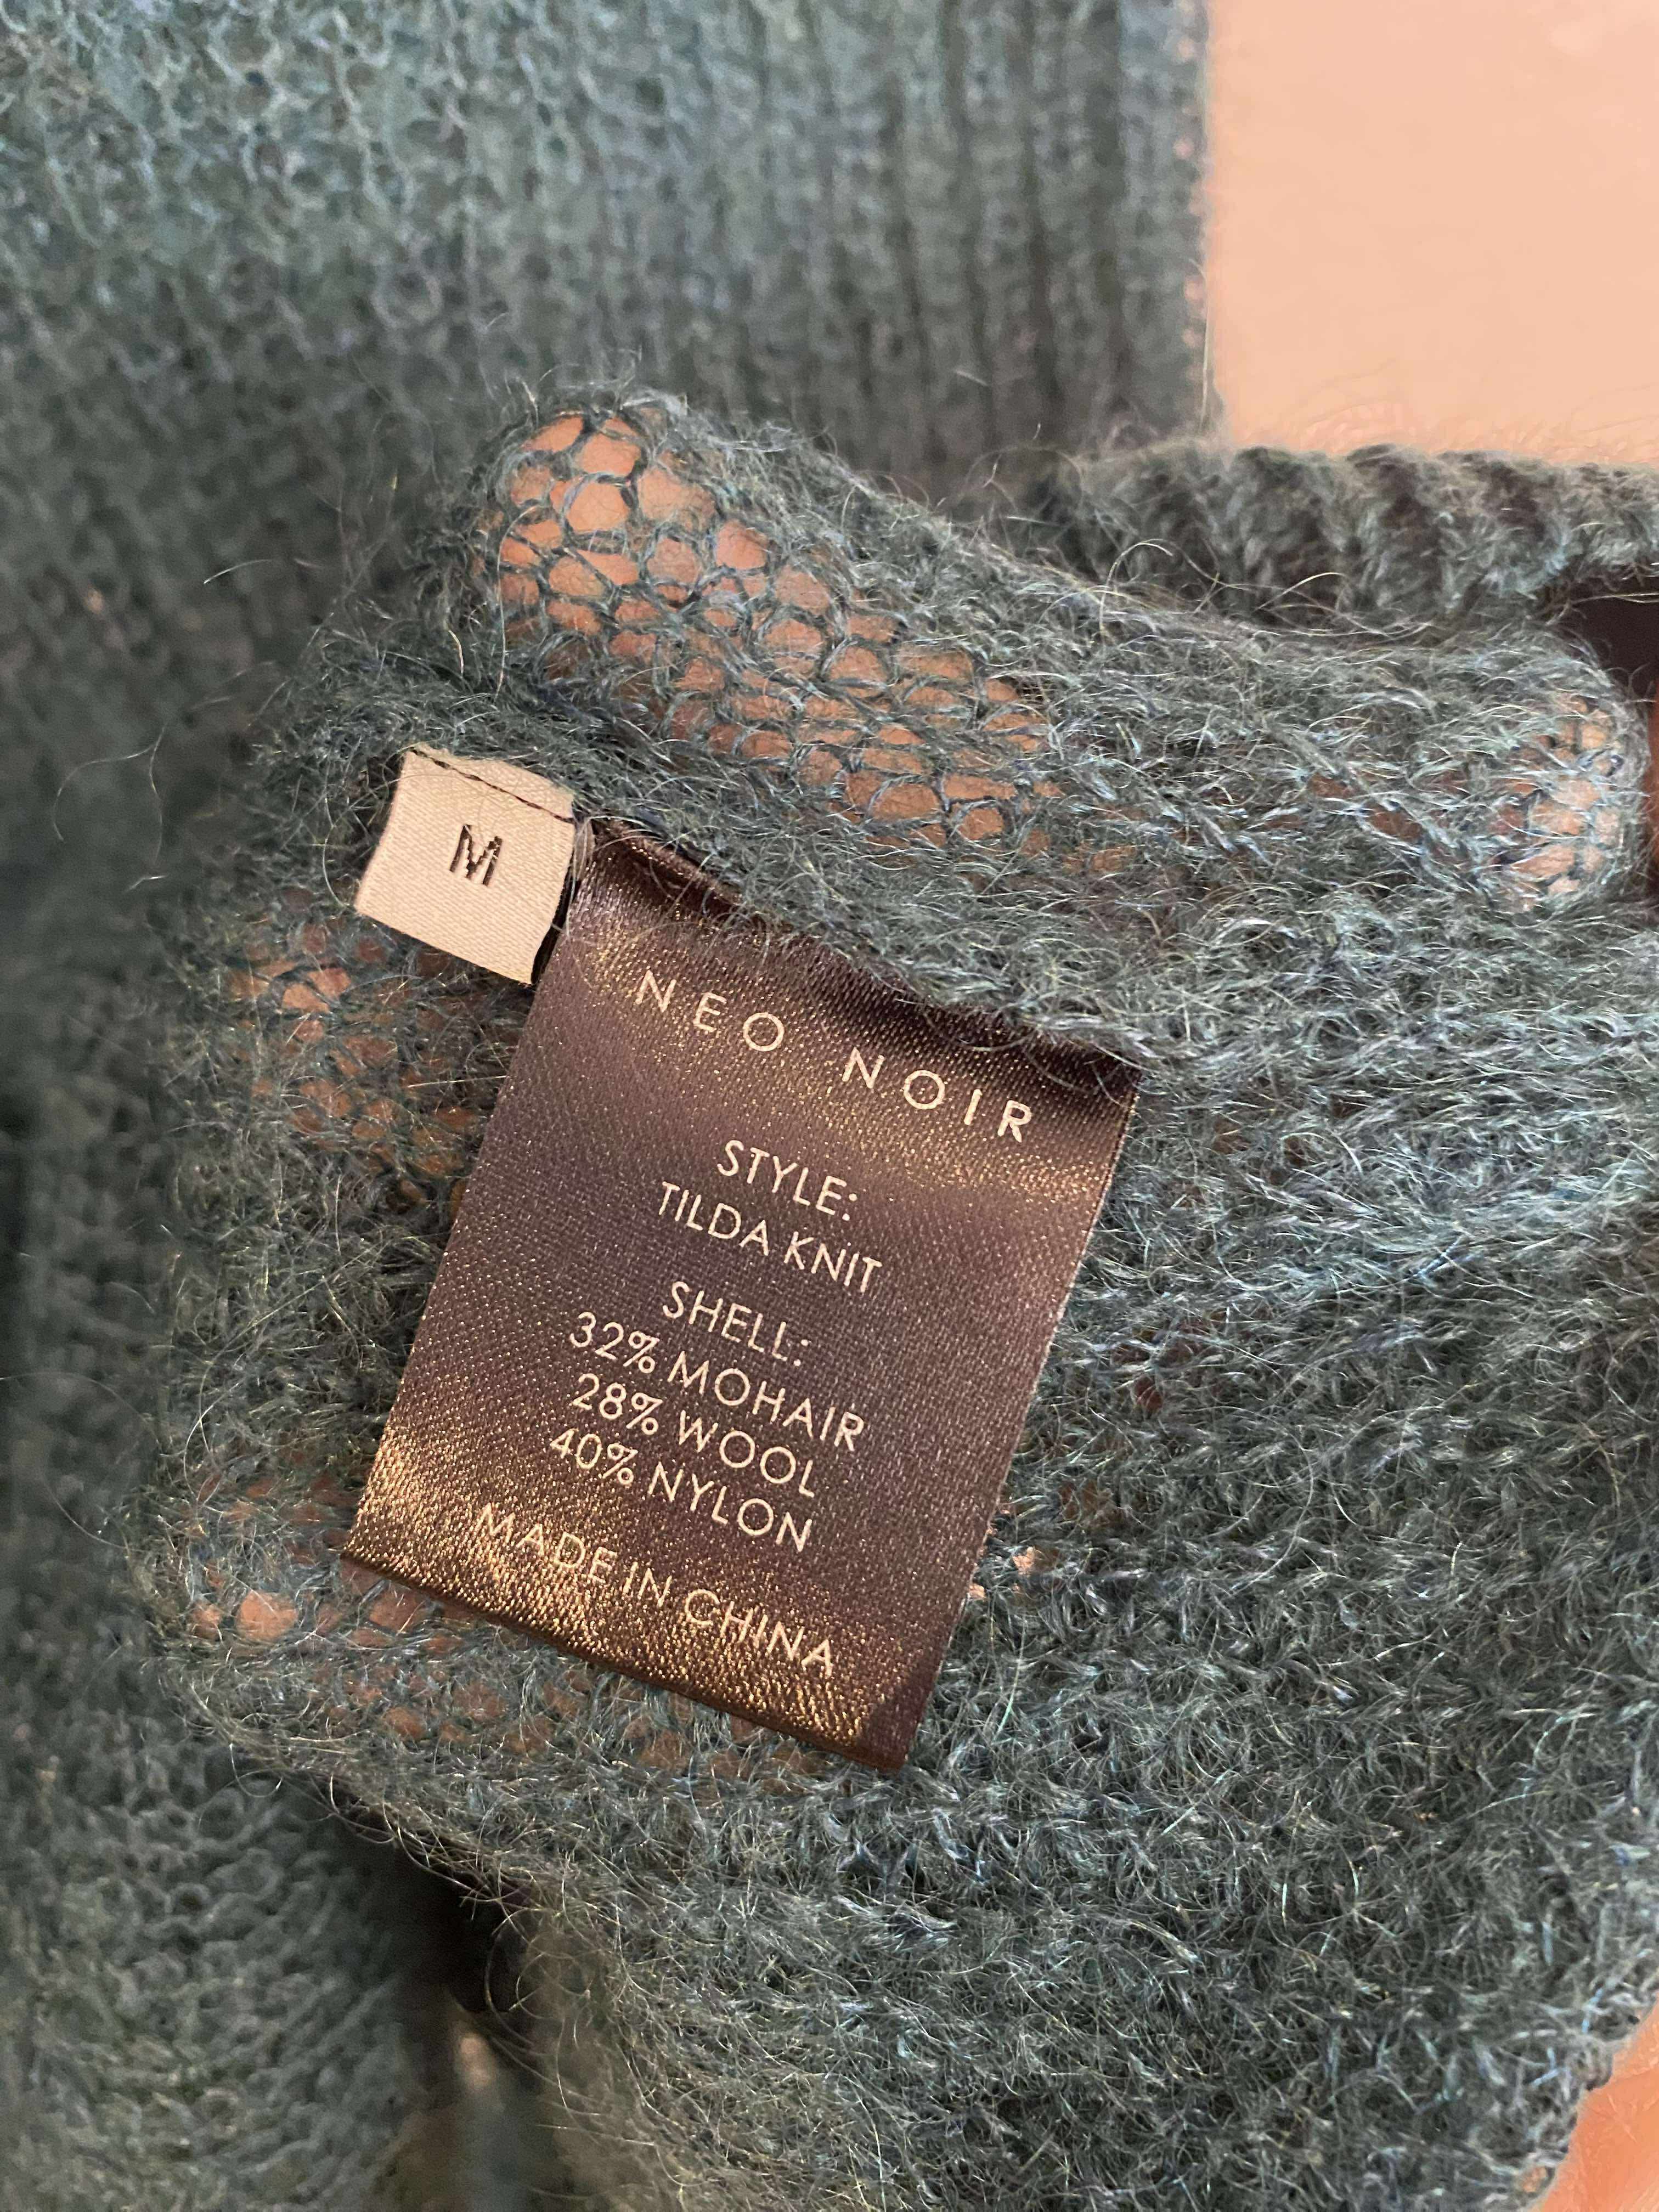 M
NEO NOIR
STYLE:
TILDA KNIT
SHELL:
32% MOHAIR
28% WOOL
40% NYLON
MADE IN CHINA